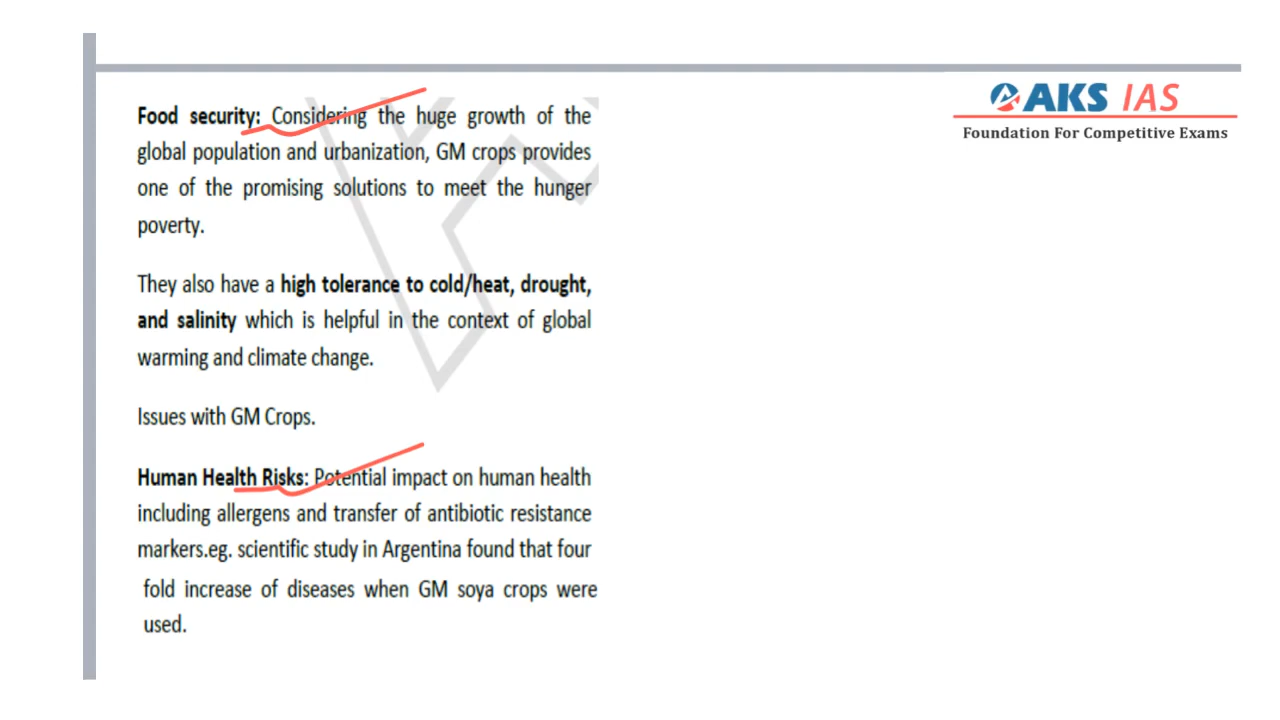 AKS IAS
Foundation For Competitive Exams
Food security: Considering the huge growth of the
global population and urbanization, GM crops provides
one of the promising solutions to meet the hunger
poverty.
They also have a high tolerance to cold/heat, drought,
and salinity which is helpful in the context of global
warming and climate change.
Issues with GM Crops.
Human Health Risks: Potential impact on human health
including allergens and transfer of antibiotic resistance
markers.eg. scientific study in Argentina found that four
fold increase of diseases when GM soya crops were
used.